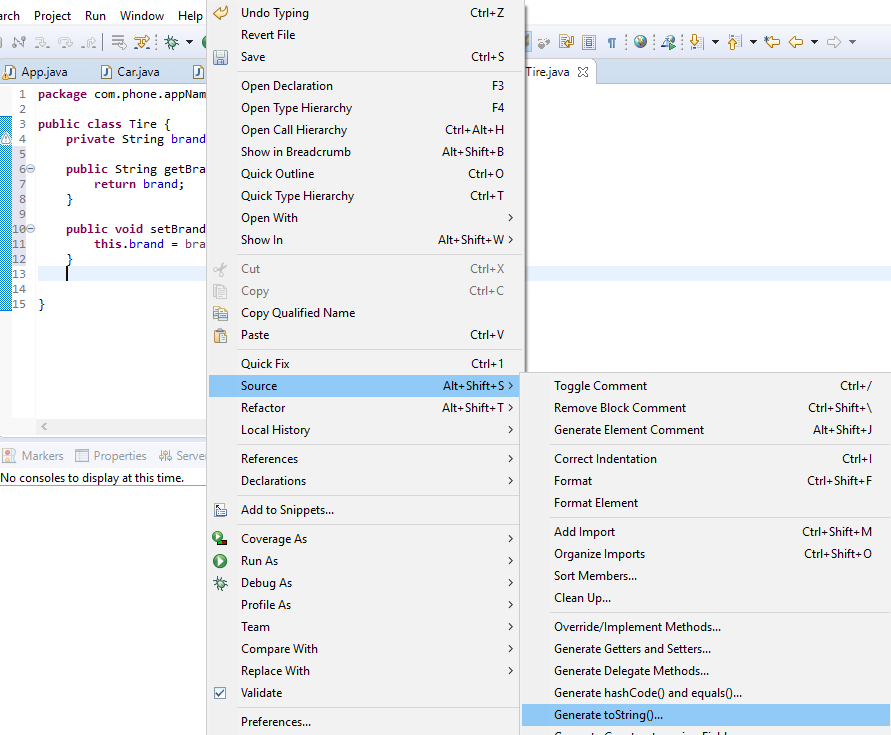 arch Project Run Window Help
App.java Car.java Tire.java
1 package com.phone.appNam
2
3 public class Tire {
4 private String brand
5
6 public String getBra
7 return brand;
8 }
9
10 public void setBrand
11 this.brand = bra
12 }
13
14
15 }
Markers Properties Serve
No consoles to display at this time.
Undo Typing Ctrl+Z
Revert File
Save Ctrl+S
Open Declaration F3
Open Type Hierarchy F4
Open Call Hierarchy Ctrl+Alt+H
Show in Breadcrumb Alt+Shift+B
Quick Outline Ctrl+O
Quick Type Hierarchy Ctrl+T
Open With >
Show In Alt+Shift+W >
Cut Ctrl+X
Copy Ctrl+C
Copy Qualified Name
Paste Ctrl+V
Quick Fix Ctrl+1
Source Alt+Shift+S >
Refactor Alt+Shift+T >
Local History >
References >
Declarations >
Add to Snippets...
Coverage As >
Run As >
Debug As >
Profile As >
Team >
Compare With >
Replace With >
Validate
Preferences...
Toggle Comment Ctrl+/
Remove Block Comment Ctrl+Shift+\
Generate Element Comment Alt+Shift+J
Correct Indentation Ctrl+I
Format Ctrl+Shift+F
Format Element
Add Import Ctrl+Shift+M
Organize Imports Ctrl+Shift+O
Sort Members...
Clean Up...
Override/Implement Methods...
Generate Getters and Setters...
Generate Delegate Methods...
Generate hashCode() and equals()...
Generate toString()...